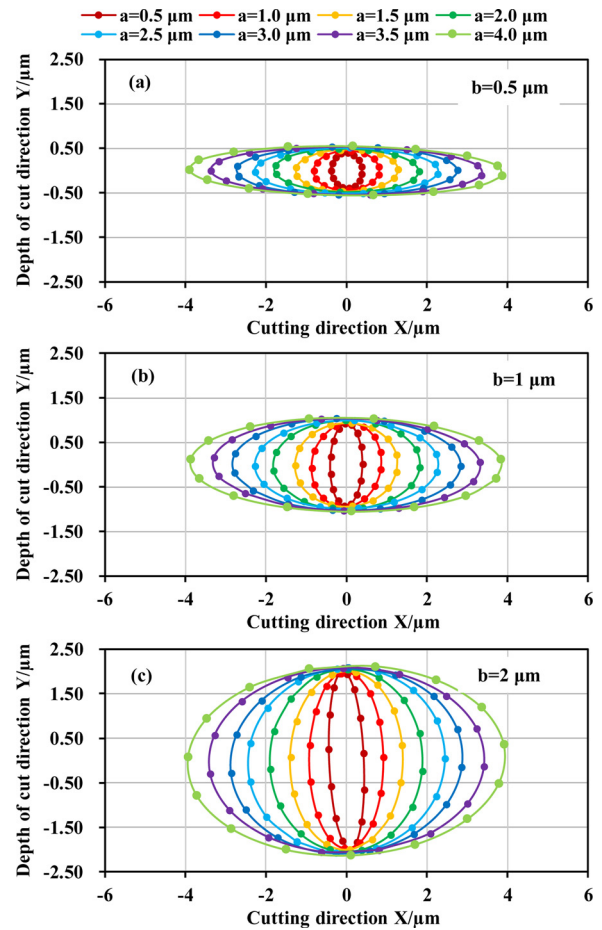 a=0.5 µm a=1.0 µm a=1.5 µm a=2.0 µm
a=2.5 µm a=3.0 µm a=3.5 µm a=4.0 µm
2.50
(a)
b=0.5 µm
1.50
0.50
-0.50
-1.50
-2.50
Depth of cut direction Y/µm
-6 -4 -2 0 2 4 6
Cutting direction X/µm
2.50
(b)
b=1 µm
1.50
0.50
-0.50
-1.50
-2.50
Depth of cut direction Y/µm
-6 -4 -2 0 2 4 6
Cutting direction X/µm
2.50
(c)
b=2 µm
1.50
0.50
-0.50
-1.50
-2.50
Depth of cut direction Y/µm
-6 -4 -2 0 2 4 6
Cutting direction X/µm